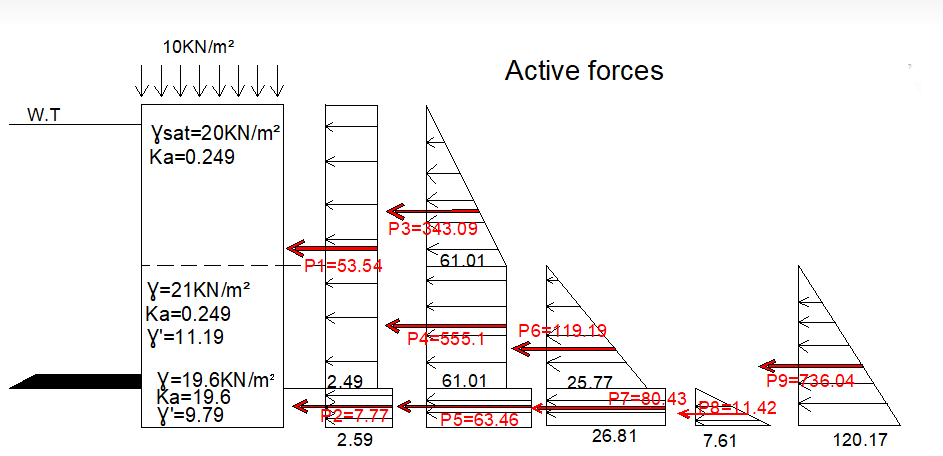 10KN/m²
Active forces
W.T
Ɣsat=20KN/m²
Ka=0.249
P3=343.09
61.01
P1=53.54
Ɣ=21KN/m²
Ka=0.249
Ɣ'=11.19
P4=555.1
P6=119.19
Ɣ=19.6KN/m²
Ka=19.6
Ɣ'=9.79
2.49
61.01
25.77
P9=736.04
P7=80.43
P8=11.42
P2=7.77
P5=63.46
2.59
26.81
7.61
120.17